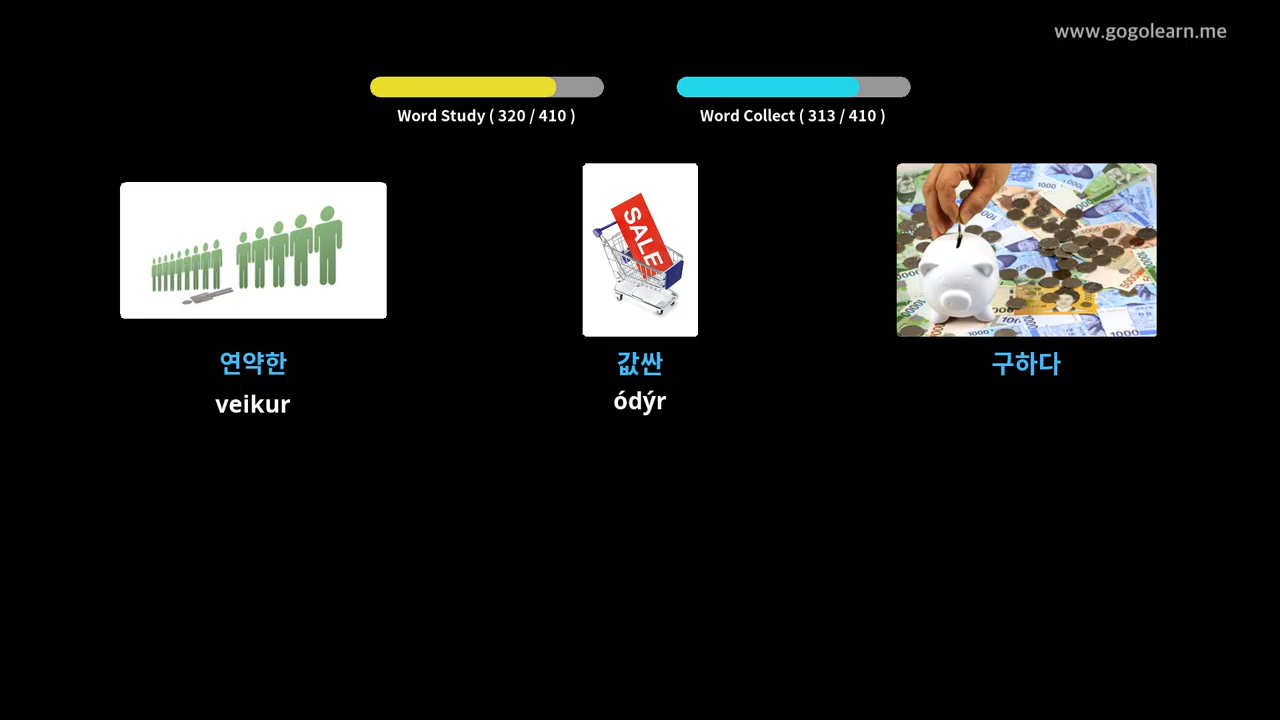 www.gogolearn.me
Word Study ( 320 / 410 )
Word Collect ( 313 / 410 )
SALE
연약한
값싼
구하다
veikur
ódýr